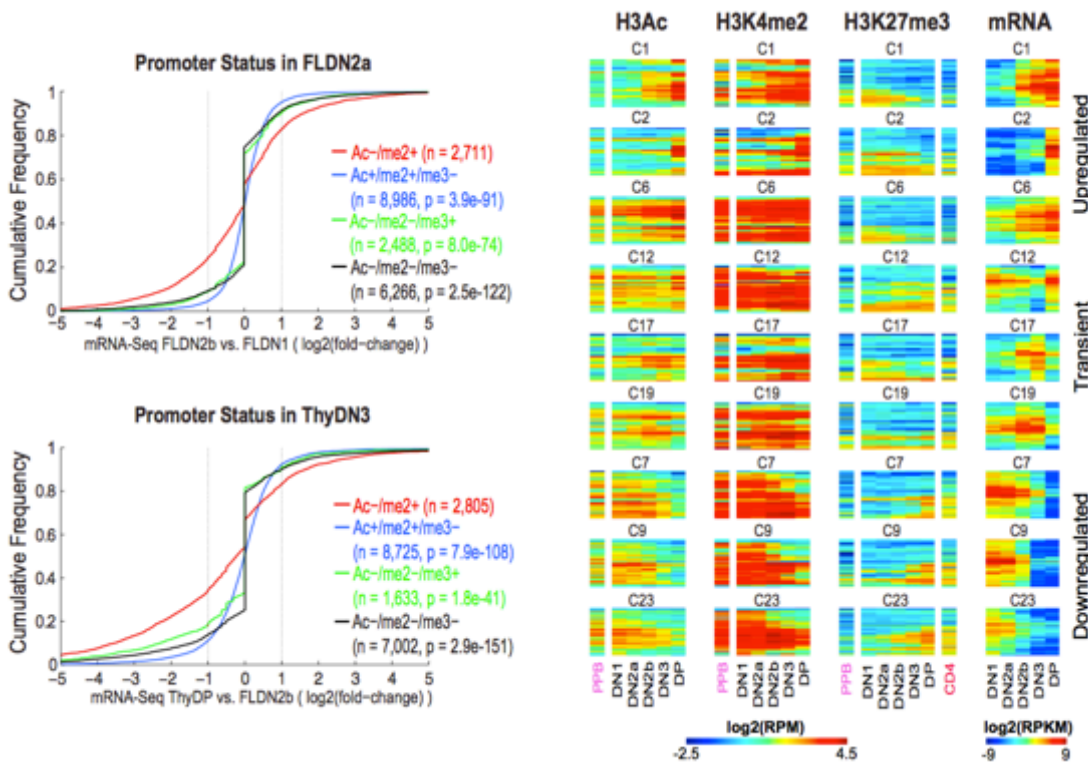 Promoter Status in FLDN2a
Cumulative Frequency
1
0.8
0.6
0.4
0.2
0
−5 −4 −3 −2 −1 0 1 2 3 4 5
Ac−/me2+ (n = 2,711)
Ac+/me2+/me3−
(n = 8,986, p = 3.9e-91)
Ac−/me2−/me3+
(n = 2,488, p = 8.0e-74)
Ac−/me2−/me3−
(n = 6,266, p = 2.5e-122)
mRNA-Seq FLDN2b vs. FLDN1 ( log2(fold−change) )
Promoter Status in ThyDN3
Cumulative Frequency
1
0.8
0.6
0.4
0.2
0
−5 −4 −3 −2 −1 0 1 2 3 4 5
Ac−/me2+ (n = 2,805)
Ac+/me2+/me3−
(n = 8,725, p = 7.9e-108)
Ac−/me2−/me3+
(n = 1,633, p = 1.8e-41)
Ac−/me2−/me3−
(n = 7,002, p = 2.9e-151)
mRNA-Seq ThyDP vs. FLDN2b ( log2(fold−change) )
H3Ac H3K4me2 H3K27me3 mRNA
C1 C1 C1 C1
C2 C2 C2 C2
C6 C6 C6 C6
C12 C12 C12 C12
C17 C17 C17 C17
C19 C19 C19 C19
C7 C7 C7 C7
C9 C9 C9 C9
C23 C23 C23 C23
Upregulated
Transient
Downregulated
PPB DN1 DN2a DN2b DN3 DP
PPB DN1 DN2a DN2b DN3 DP
PPB DN1 DN2a DN2b DN3 DP CD4
DN1 DN2a DN2b DN3 DP
log2(RPM)
-2.5 4.5
log2(RPKM)
-9 9